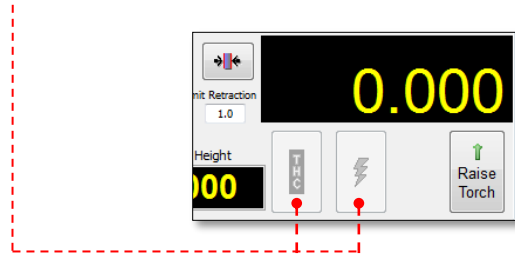 0.000
nit Retraction
1.0
Height
000
THC
Raise
Torch